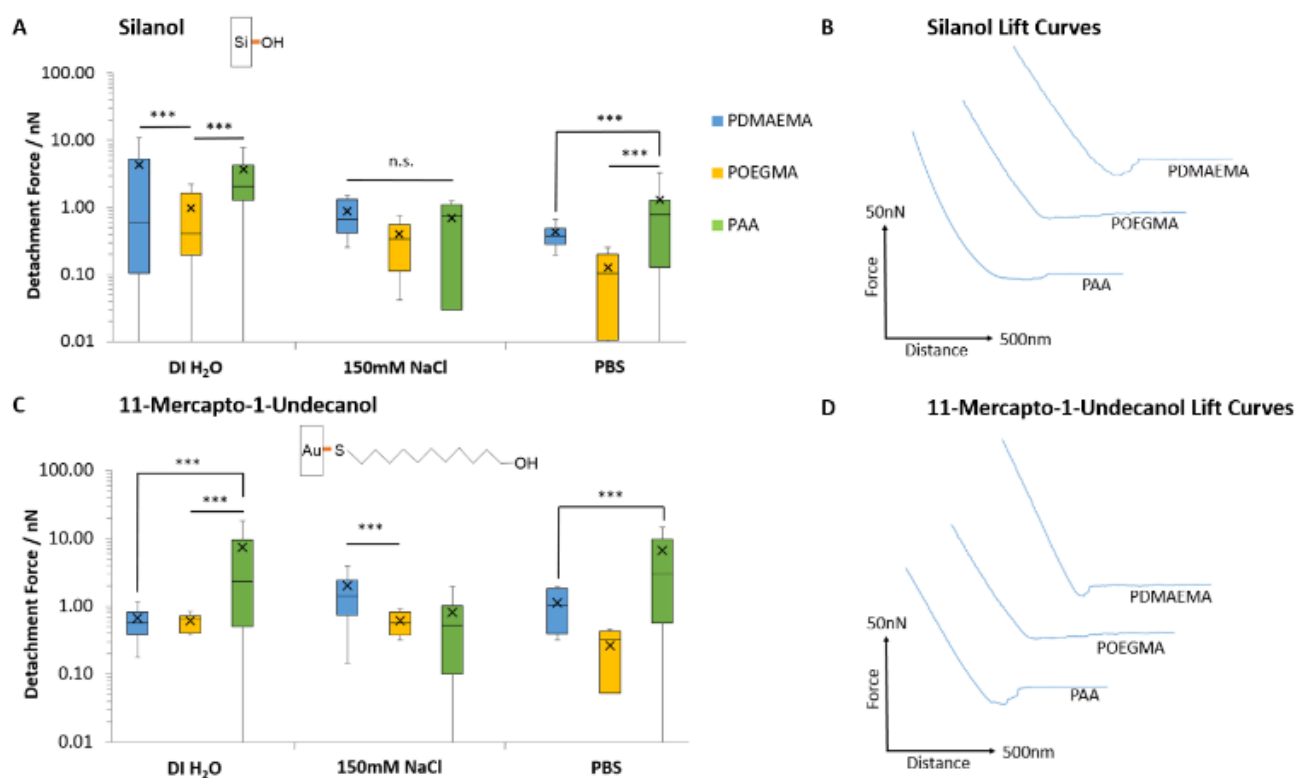 A Silanol
Si OH
Detachment Force / nN
100.00
10.00
1.00
0.10
0.01
***
***
n.s.
***
***
DI H₂O
150mM NaCl
PBS
PDMAEMA
POEGMA
PAA
B Silanol Lift Curves
PDMAEMA
POEGMA
PAA
50nN
Force
Distance
500nm
C 11-Mercapto-1-Undecanol
Au S OH
Detachment Force / nN
100.00
10.00
1.00
0.10
0.01
***
***
***
***
DI H₂O
150mM NaCl
PBS
D 11-Mercapto-1-Undecanol Lift Curves
PDMAEMA
POEGMA
PAA
50nN
Force
Distance
500nm